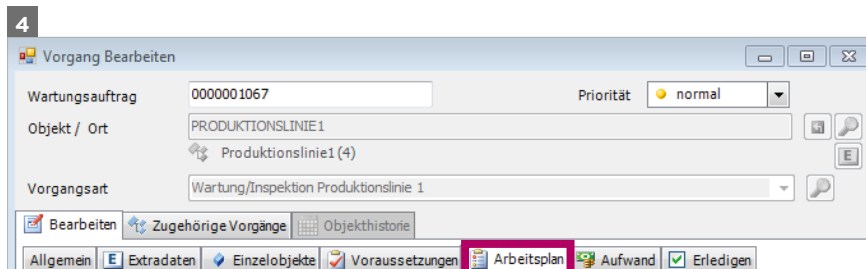 4
Vorgang Bearbeiten
Wartungsauftrag 0000001067 Priorität normal
Objekt / Ort PRODUKTIONSLINIE1
Produktionslinie1(4)
E
Vorgangsart Wartung/Inspektion Produktionslinie 1
Bearbeiten Zugehörige Vorgänge Objekthistorie
Allgemein E Extradaten Einzelobjekte Voraussetzungen Arbeitsplan Aufwand Erledigen